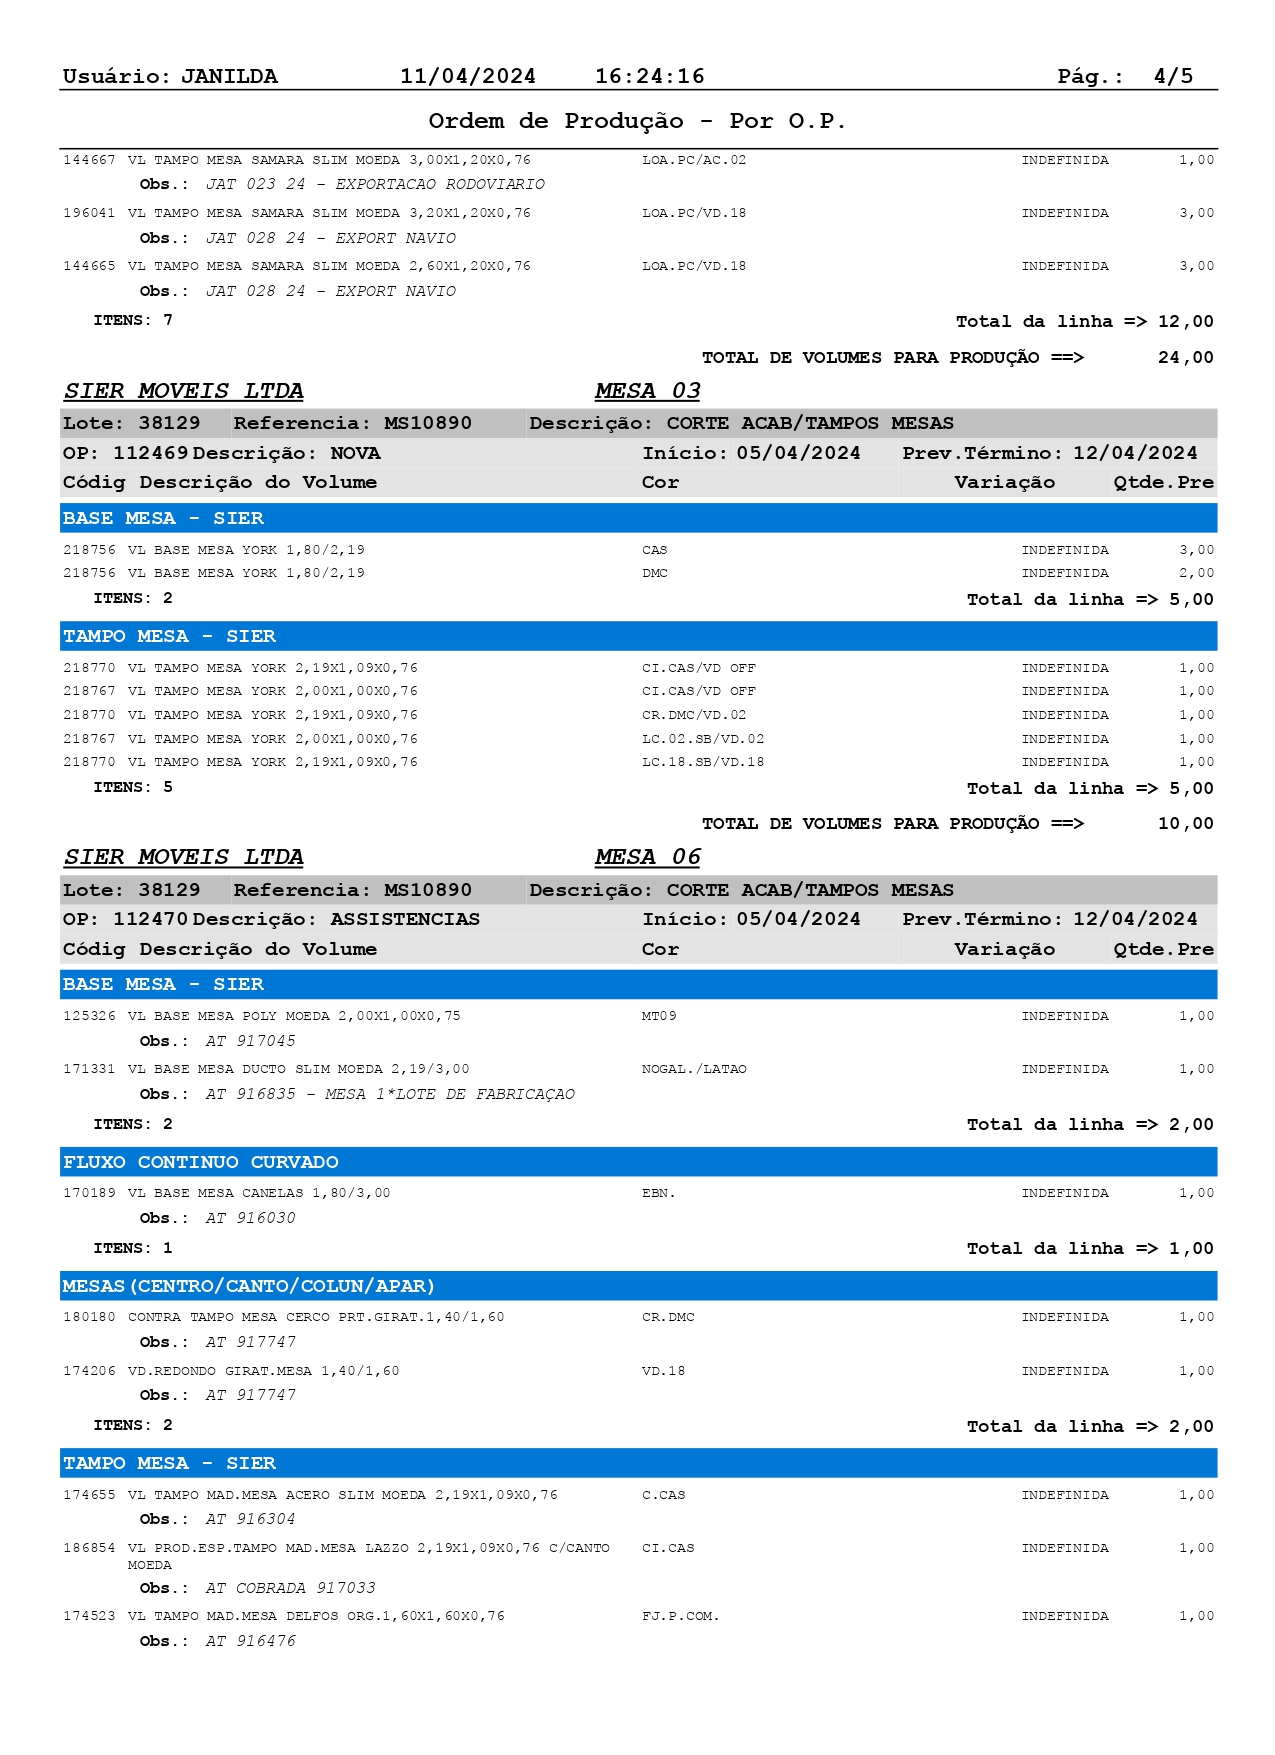 Usuário: JANILDA 11/04/2024 16:24:16 Pág.: 4/5
Ordem de Produção - Por O.P.
144667 VL TAMPO MESA SAMARA SLIM MOEDA 3,00X1,20X0,76 LOA.PC/AC.02 INDEFINIDA 1,00
Obs.: JAT 023 24 - EXPORTACAO RODOVIARIO
196041 VL TAMPO MESA SAMARA SLIM MOEDA 3,20X1,20X0,76 LOA.PC/VD.18 INDEFINIDA 3,00
Obs.: JAT 028 24 - EXPORT NAVIO
144665 VL TAMPO MESA SAMARA SLIM MOEDA 2,60X1,20X0,76 LOA.PC/VD.18 INDEFINIDA 3,00
Obs.: JAT 028 24 - EXPORT NAVIO
ITENS: 7 Total da linha => 12,00
TOTAL DE VOLUMES PARA PRODUÇÃO ==> 24,00
SIER MOVEIS LTDA MESA 03
Lote: 38129 Referencia: MS10890 Descrição: CORTE ACAB/TAMPOS MESAS
OP: 112469 Descrição: NOVA Início: 05/04/2024 Prev.Término: 12/04/2024
Códig Descrição do Volume Cor Variação Qtde.Pre
BASE MESA - SIER
218756 VL BASE MESA YORK 1,80/2,19 CAS INDEFINIDA 3,00
218756 VL BASE MESA YORK 1,80/2,19 DMC INDEFINIDA 2,00
ITENS: 2 Total da linha => 5,00
TAMPO MESA - SIER
218770 VL TAMPO MESA YORK 2,19X1,09X0,76 CI.CAS/VD OFF INDEFINIDA 1,00
218767 VL TAMPO MESA YORK 2,00X1,00X0,76 CI.CAS/VD OFF INDEFINIDA 1,00
218770 VL TAMPO MESA YORK 2,19X1,09X0,76 CR.DMC/VD.02 INDEFINIDA 1,00
218767 VL TAMPO MESA YORK 2,00X1,00X0,76 LC.02.SB/VD.02 INDEFINIDA 1,00
218770 VL TAMPO MESA YORK 2,19X1,09X0,76 LC.18.SB/VD.18 INDEFINIDA 1,00
ITENS: 5 Total da linha => 5,00
TOTAL DE VOLUMES PARA PRODUÇÃO ==> 10,00
SIER MOVEIS LTDA MESA 06
Lote: 38129 Referencia: MS10890 Descrição: CORTE ACAB/TAMPOS MESAS
OP: 112470 Descrição: ASSISTENCIAS Início: 05/04/2024 Prev.Término: 12/04/2024
Códig Descrição do Volume Cor Variação Qtde.Pre
BASE MESA - SIER
125326 VL BASE MESA POLY MOEDA 2,00X1,00X0,75 MT09 INDEFINIDA 1,00
Obs.: AT 917045
171331 VL BASE MESA DUCTO SLIM MOEDA 2,19/3,00 NOGAL./LATAO INDEFINIDA 1,00
Obs.: AT 916835 - MESA 1*LOTE DE FABRICAÇAO
ITENS: 2 Total da linha => 2,00
FLUXO CONTINUO CURVADO
170189 VL BASE MESA CANELAS 1,80/3,00 EBN. INDEFINIDA 1,00
Obs.: AT 916030
ITENS: 1 Total da linha => 1,00
MESAS(CENTRO/CANTO/COLUN/APAR)
180180 CONTRA TAMPO MESA CERCO PRT.GIRAT.1,40/1,60 CR.DMC INDEFINIDA 1,00
Obs.: AT 917747
174206 VD.REDONDO GIRAT.MESA 1,40/1,60 VD.18 INDEFINIDA 1,00
Obs.: AT 917747
ITENS: 2 Total da linha => 2,00
TAMPO MESA - SIER
174655 VL TAMPO MAD.MESA ACERO SLIM MOEDA 2,19X1,09X0,76 C.CAS INDEFINIDA 1,00
Obs.: AT 916304
186854 VL PROD.ESP.TAMPO MAD.MESA LAZZO 2,19X1,09X0,76 C/CANTO CI.CAS INDEFINIDA 1,00
MOEDA
Obs.: AT COBRADA 917033
174523 VL TAMPO MAD.MESA DELFOS ORG.1,60X1,60X0,76 FJ.P.COM. INDEFINIDA 1,00
Obs.: AT 916476